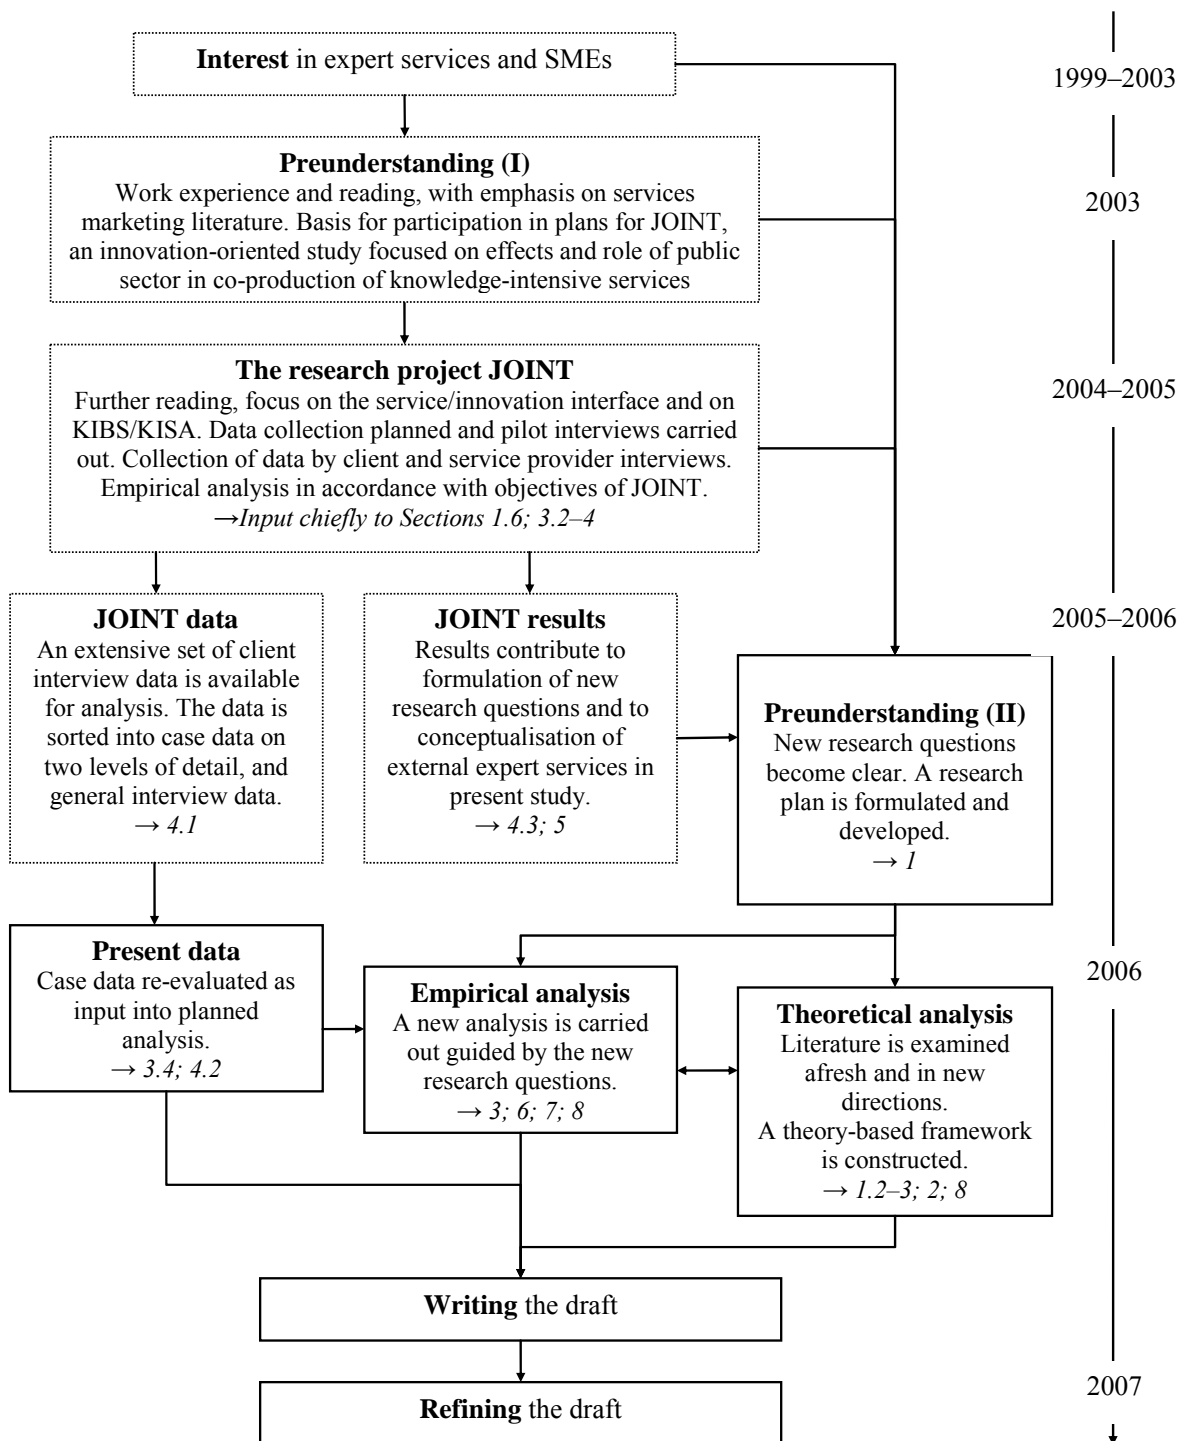 Interest in expert services and SMEs
1999–2003
Preunderstanding (I)
Work experience and reading, with emphasis on services
marketing literature. Basis for participation in plans for JOINT,
an innovation-oriented study focused on effects and role of public
sector in co-production of knowledge-intensive services
2003
The research project JOINT
Further reading, focus on the service/innovation interface and on
KIBS/KISA. Data collection planned and pilot interviews carried
out. Collection of data by client and service provider interviews.
Empirical analysis in accordance with objectives of JOINT.
→Input chiefly to Sections 1.6; 3.2–4
2004–2005
JOINT data
An extensive set of client
interview data is available
for analysis. The data is
sorted into case data on
two levels of detail, and
general interview data.
→ 4.1
JOINT results
Results contribute to
formulation of new
research questions and to
conceptualisation of
external expert services in
present study.
→ 4.3; 5
2005–2006
Preunderstanding (II)
New research questions
become clear. A research
plan is formulated and
developed.
→ 1
Present data
Case data re-evaluated as
input into planned
analysis.
→ 3.4; 4.2
Empirical analysis
A new analysis is carried
out guided by the new
research questions.
→ 3; 6; 7; 8
Theoretical analysis
Literature is examined
afresh and in new
directions.
A theory-based framework
is constructed.
→ 1.2–3; 2; 8
2006
Writing the draft
Refining the draft
2007